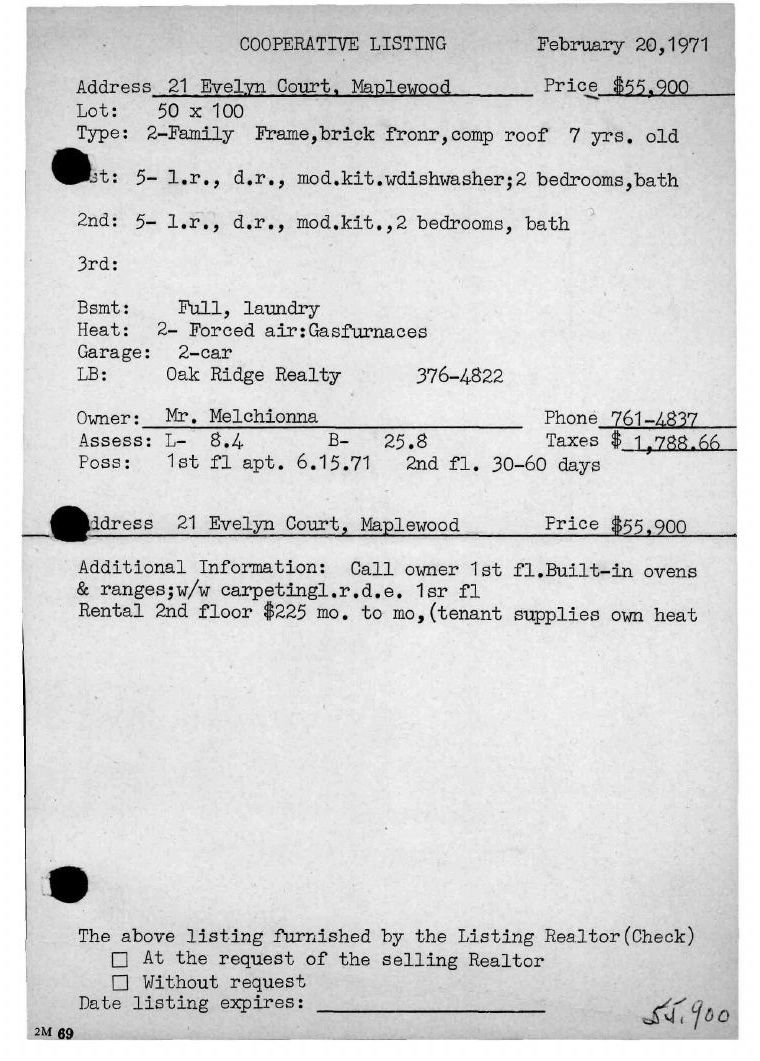 COOPERATIVE LISTING February 20,1971
Address 21 Evelyn Court, Maplewood Price $55,900
Lot: 50 x 100
Type: 2-Family Frame,brick fronr,comp roof 7 yrs. old
st: 5- l.r., d.r., mod.kit.wdishwasher;2 bedrooms,bath
2nd: 5- l.r., d.r., mod.kit.,2 bedrooms, bath
3rd:
Bsmt: Full, laundry
Heat: 2- Forced air:Gasfurnaces
Garage: 2-car
LB: Oak Ridge Realty 376-4822
Owner: Mr. Melchionna Phone 761-4837
Assess: L- 8.4 B- 25.8 Taxes $ 1,788.66
Poss: 1st fl apt. 6.15.71 2nd fl. 30-60 days
ddress 21 Evelyn Court, Maplewood Price $55,900
Additional Information: Call owner 1st fl.Built-in ovens
& ranges;w/w carpetingl.r.d.e. 1sr fl
Rental 2nd floor $225 mo. to mo,(tenant supplies own heat
The above listing furnished by the Listing Realtor(Check)
☐ At the request of the selling Realtor
☐ Without request
Date listing expires:
55,900
2M 69